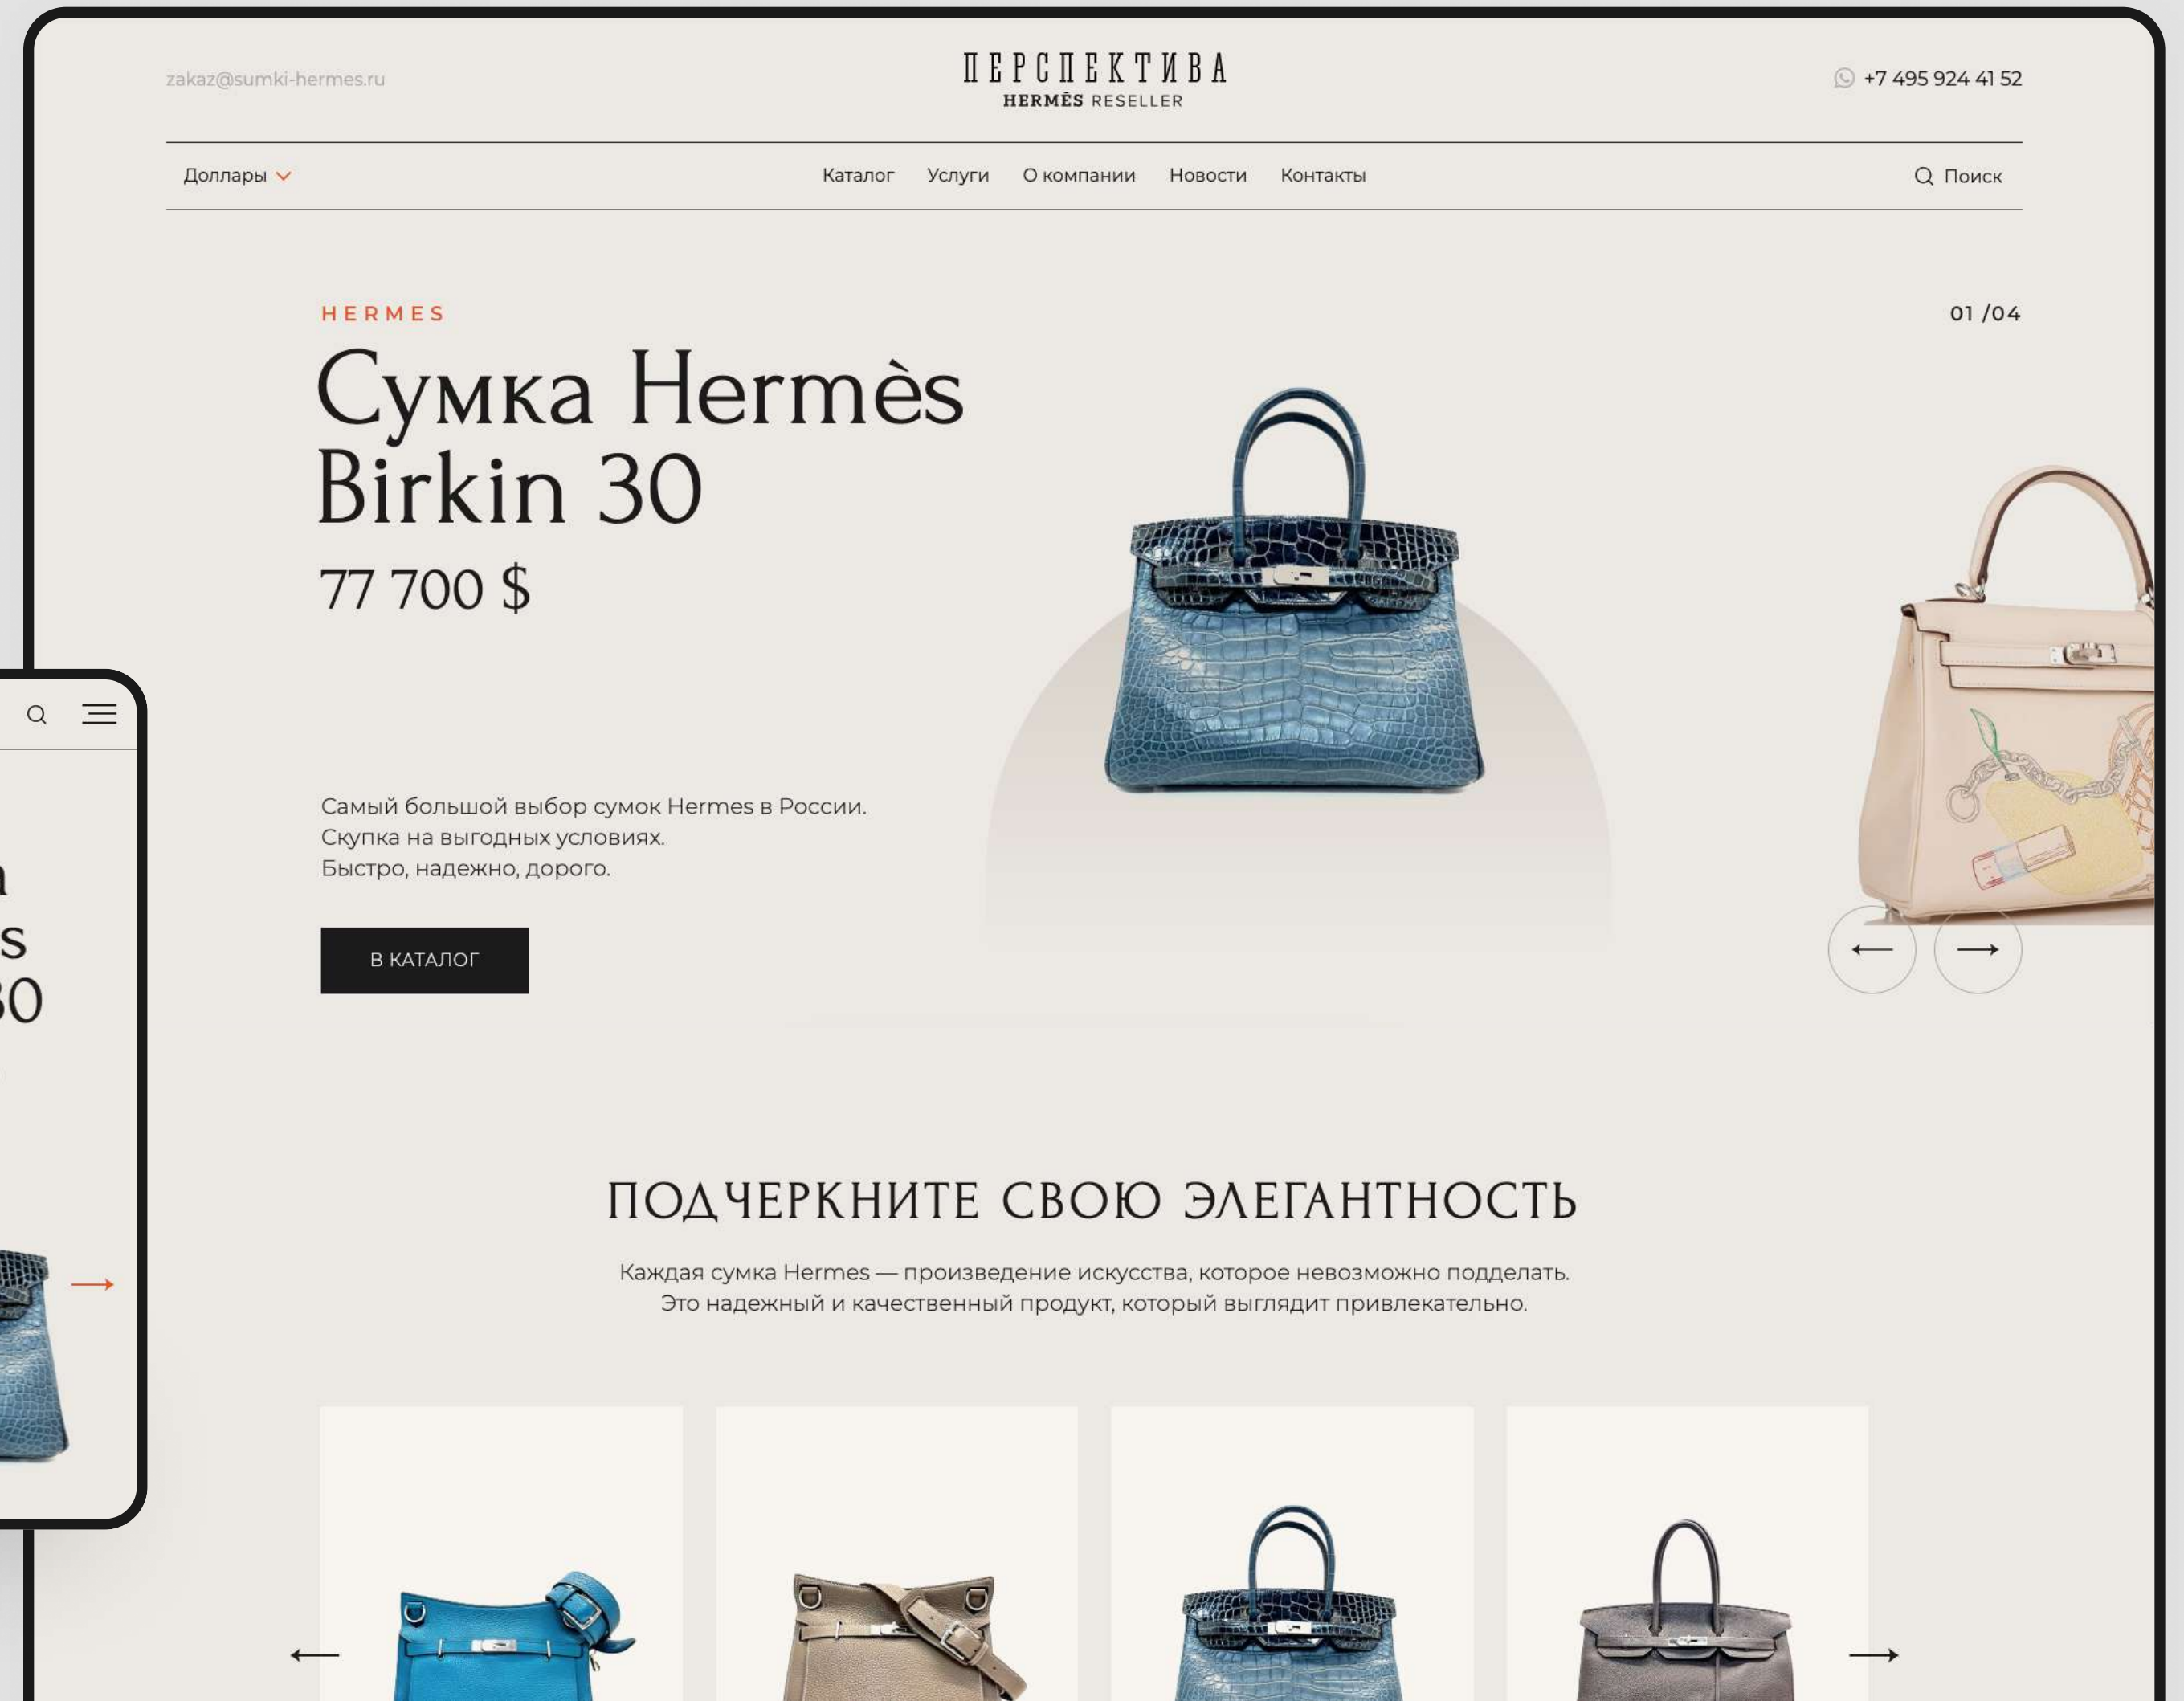 zakaz@sumki-hermes.ru
ПЕРСПЕКТИВА
HERMÈS RESELLER
+7 495 924 41 52
Доллары
Каталог Услуги О компании Новости Контакты
Поиск
HERMES
01 /04
Сумка Hermès
Birkin 30
77 700 $
Самый большой выбор сумок Hermes в России.
Скупка на выгодных условиях.
Быстро, надежно, дорого.
В КАТАЛОГ
ПОДЧЕРКНИТЕ СВОЮ ЭЛЕГАНТНОСТЬ
Каждая сумка Hermes — произведение искусства, которое невозможно подделать.
Это надежный и качественный продукт, который выглядит привлекательно.